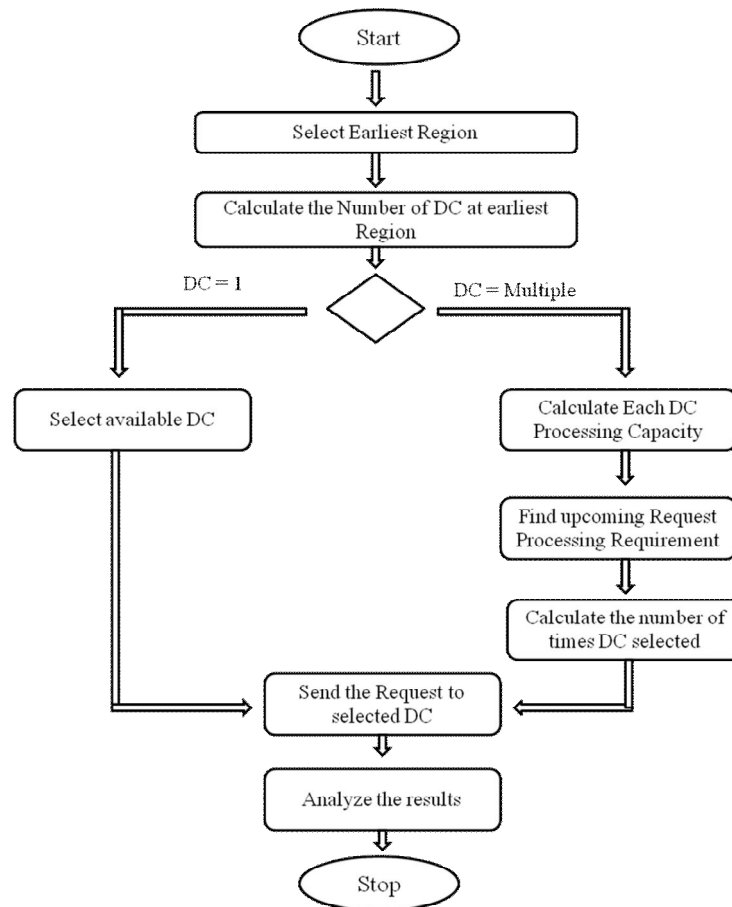 Start
Select Earliest Region
Calculate the Number of DC at earliest
Region
DC = 1
DC = Multiple
Select available DC
Calculate Each DC
Processing Capacity
Find upcoming Request
Processing Requirement
Calculate the number of
times DC selected
Send the Request to
selected DC
Analyze the results
Stop